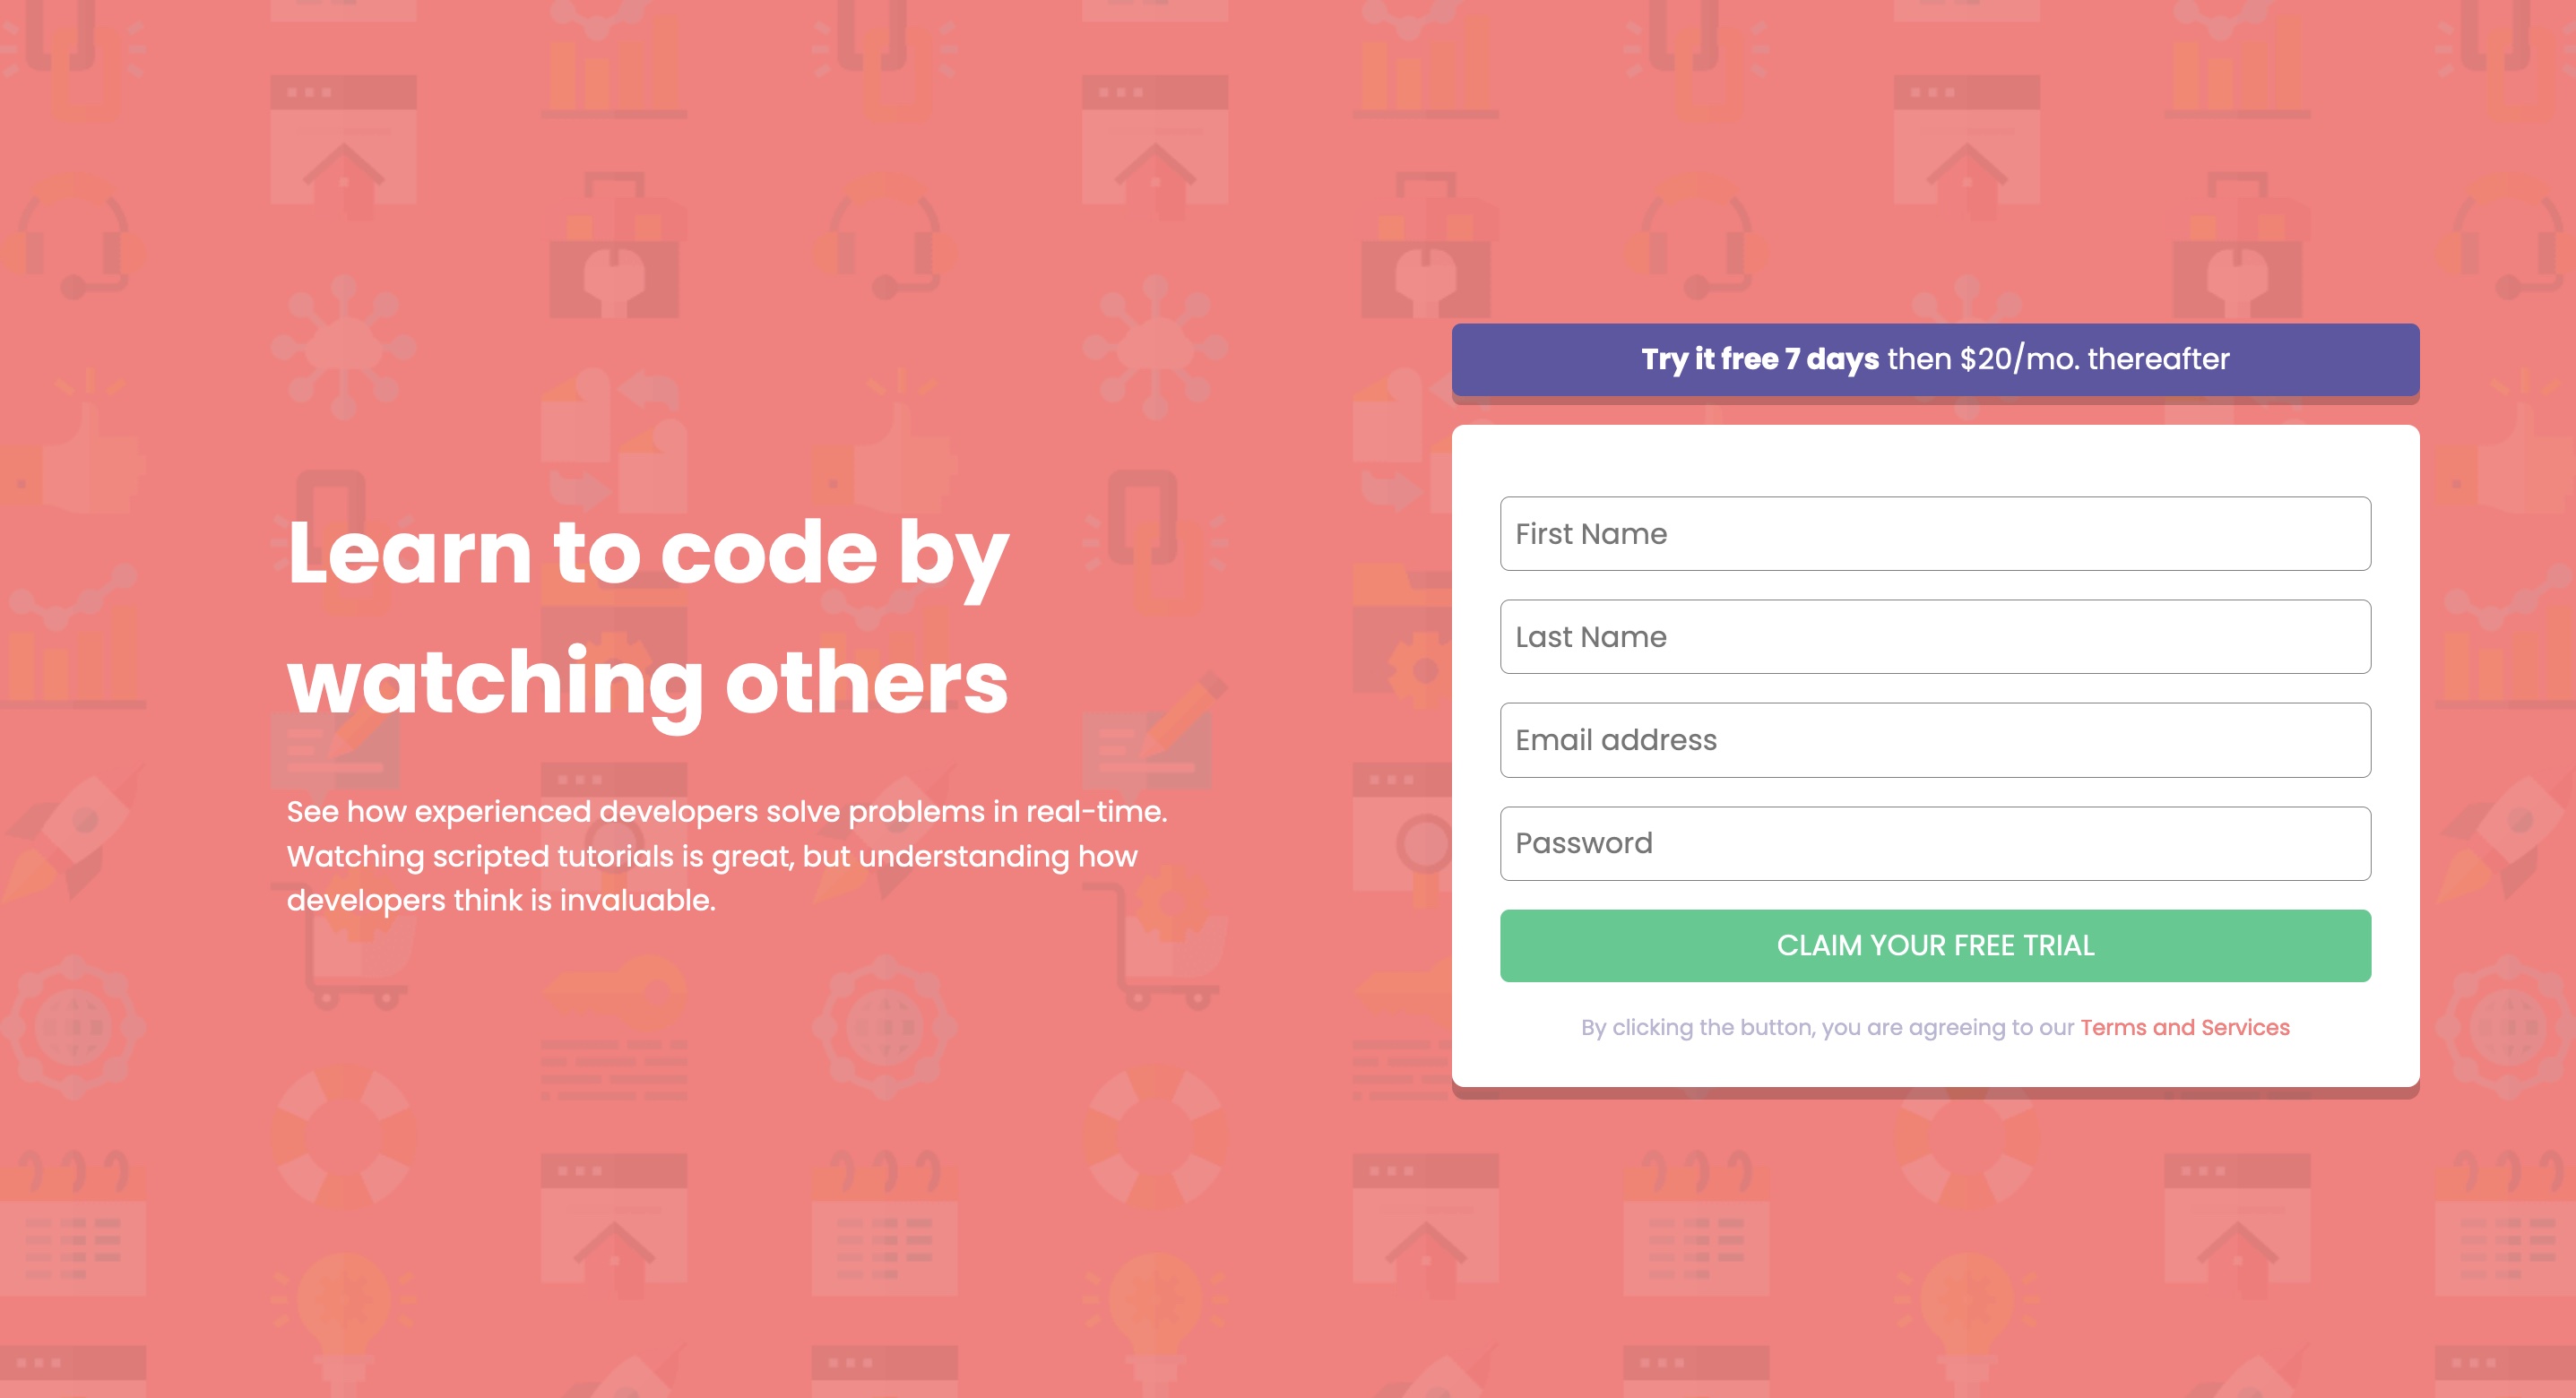 Learn to code by
watching others
See how experienced developers solve problems in real-time.
Watching scripted tutorials is great, but understanding how
developers think is invaluable.
Try it free 7 days then $20/mo. thereafter
First Name
Last Name
Email address
Password
CLAIM YOUR FREE TRIAL
By clicking the button, you are agreeing to our Terms and Services